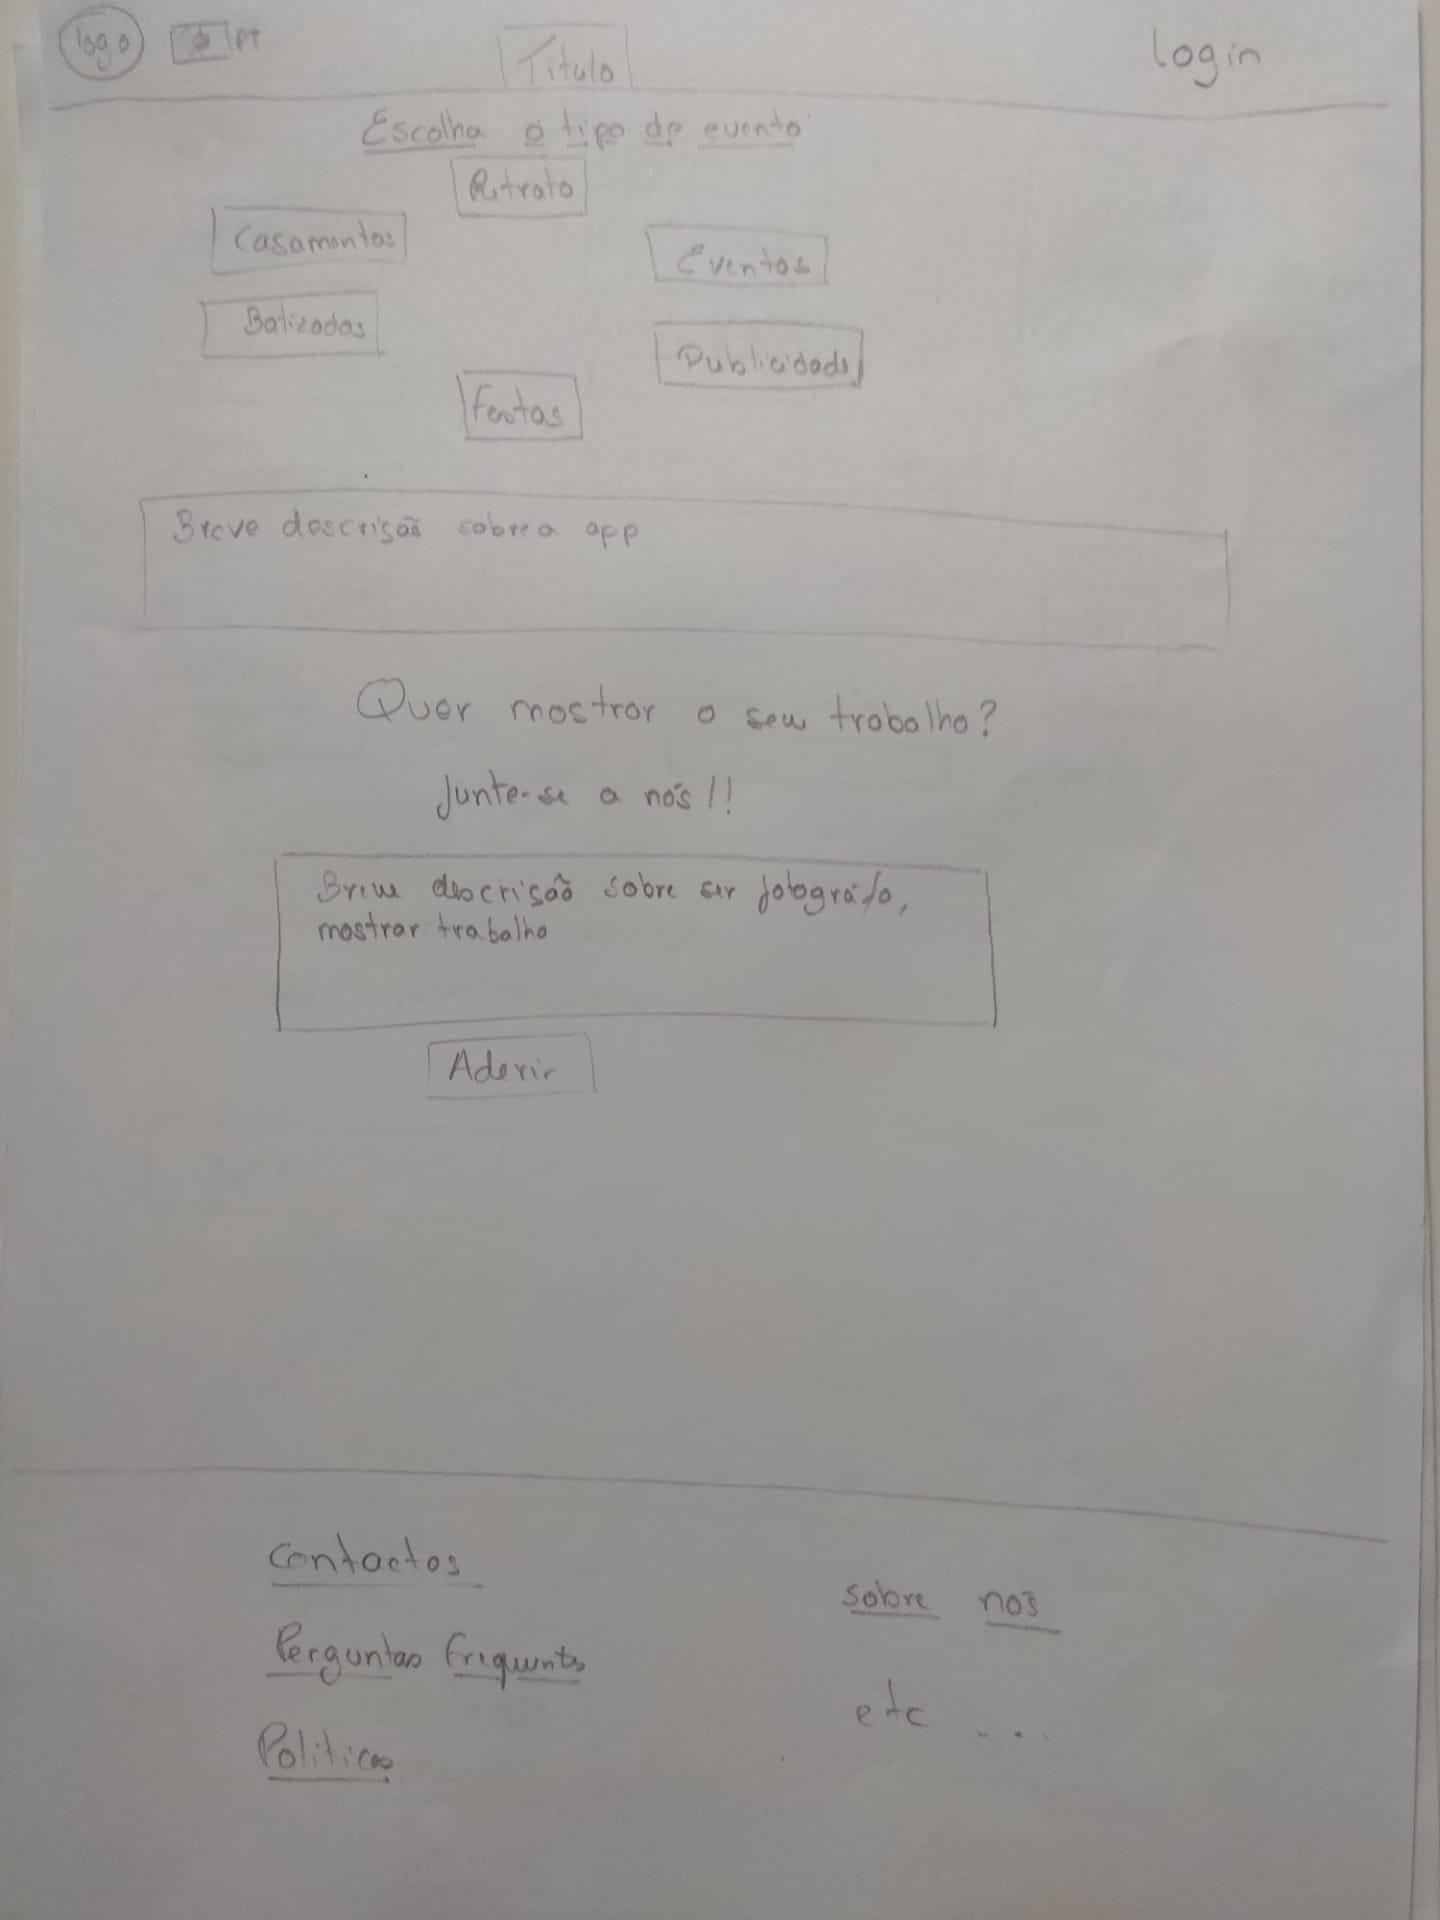 logo PT Titulo login
Escolha o tipo de evento
Retrato
Casamentos
Eventos
Batizados
Publicidade
Festas
Breve descrisão sobre a app
Quer mostrar o seu trabalho?
Junte-se a nós!!
Breve descrisão sobre ser fotografo,
mostrar trabalho
Aderir
Contactos
sobre nós
Perguntas frequentes
etc ...
Politicas